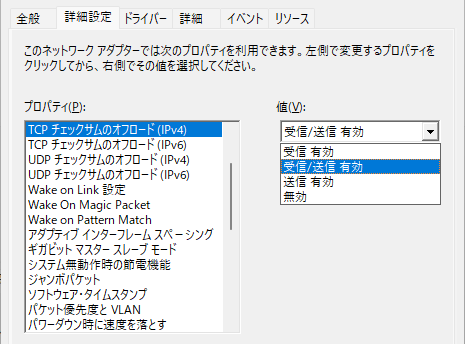 全般 詳細設定 ドライバー 詳細 イベント リソース
このネットワーク アダプターでは次のプロパティを利用できます。左側で変更するプロパティを
クリックしてから、右側でその値を選択してください。
プロパティ(P): 値(V):
TCP チェックサムのオフロード (IPv4) 受信/送信 有効
TCP チェックサムのオフロード (IPv6) 受信 有効
UDP チェックサムのオフロード (IPv4) 受信/送信 有効
UDP チェックサムのオフロード (IPv6) 送信 有効
Wake on Link 設定 無効
Wake On Magic Packet
Wake on Pattern Match
アダプティブ インターフレーム スペーシング
ギガビット マスター スレーブ モード
システム無動作時の節電機能
ジャンボパケット
ソフトウェア・タイムスタンプ
パケット優先度と VLAN
パワーダウン時に速度を落とす